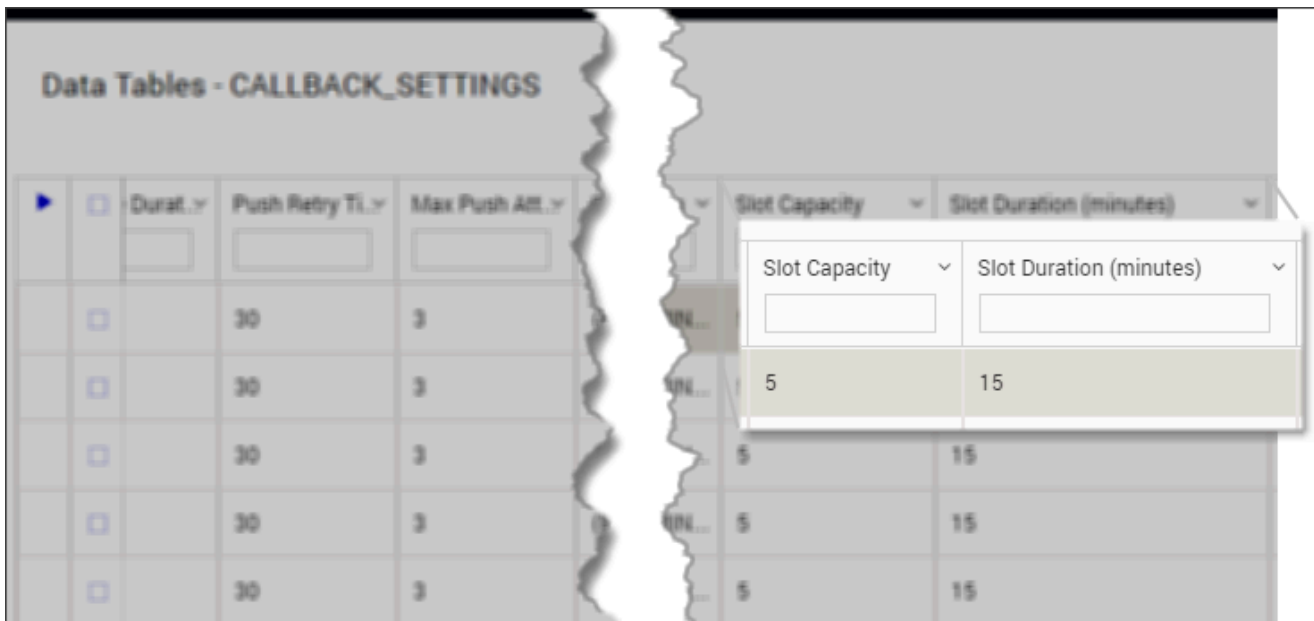 Data Tables - CALLBACK_SETTINGS
Durat.. Push Retry Ti.. Max Push Att.. Slot Capacity Slot Duration (minutes)
Slot Capacity Slot Duration (minutes)
30 3
5 15
30 3
30 3 5 15
30 3 5 15
30 3 5 15